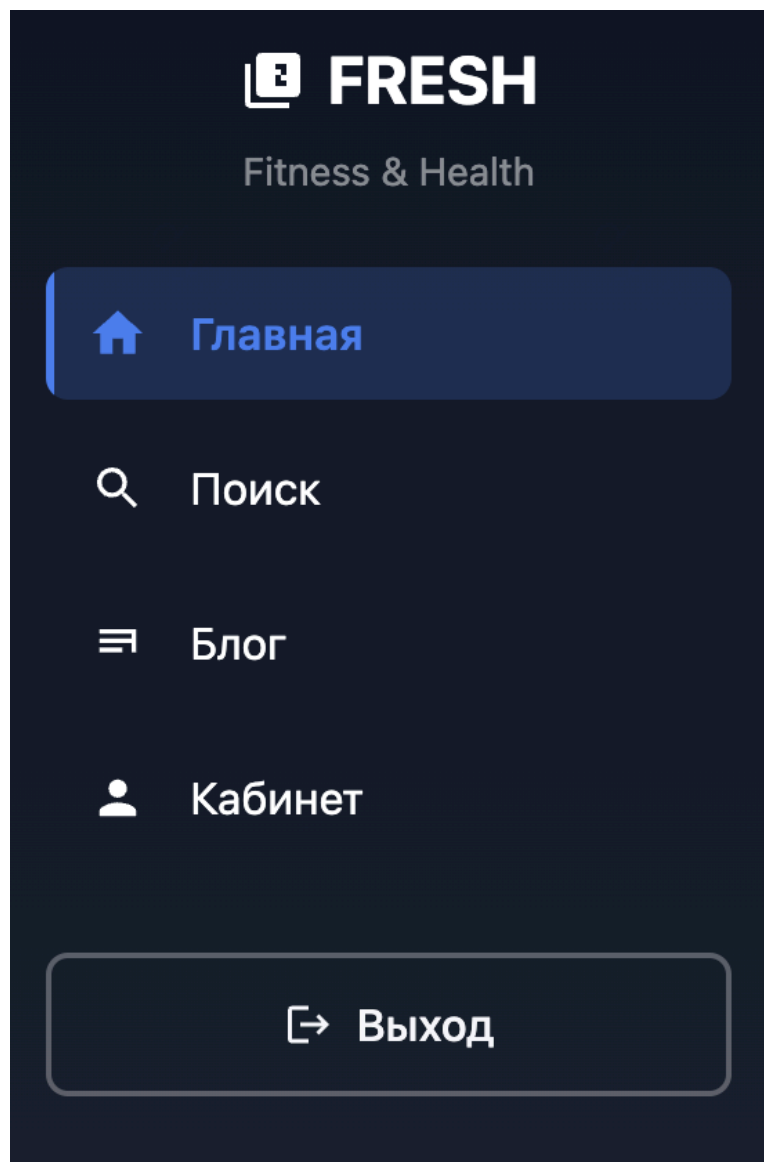 FRESH
Fitness & Health
Главная
Поиск
Блог
Кабинет
Выход